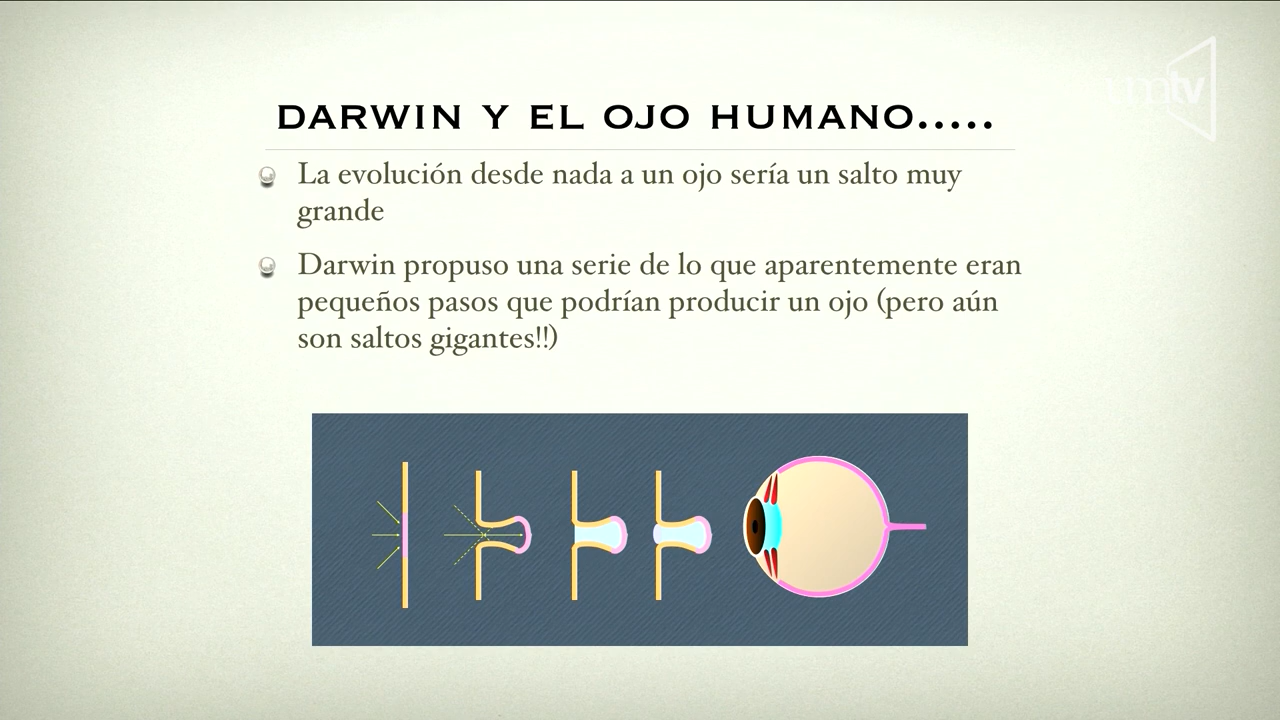 DARWIN Y EL OJO HUMANO.....
La evolución desde nada a un ojo sería un salto muy
grande
Darwin propuso una serie de lo que aparentemente eran
pequeños pasos que podrían producir un ojo (pero aún
son saltos gigantes!!)